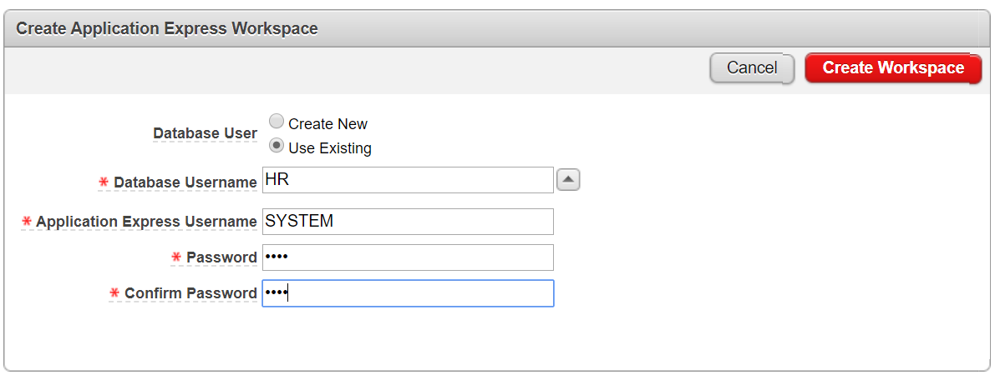 Create Application Express Workspace
Cancel
Create Workspace
Database User
Create New
Use Existing
* Database Username HR
* Application Express Username SYSTEM
* Password ••••
* Confirm Password ••••